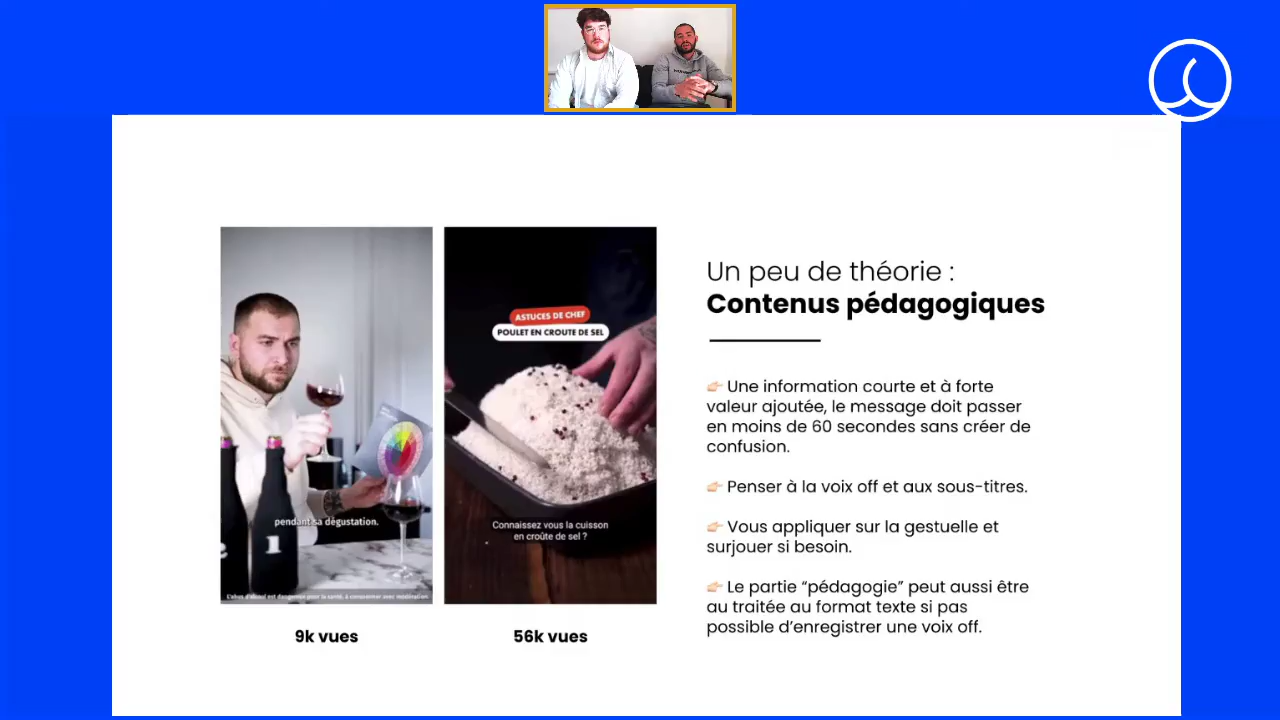 Un peu de théorie :
Contenus pédagogiques
ASTUCES DE CHEF
POULET EN CROUTE DE SEL
👉🏻 Une information courte et à forte
valeur ajoutée, le message doit passer
en moins de 60 secondes sans créer de
confusion.
👉🏻 Penser à la voix off et aux sous-titres.
👉🏻 Vous appliquer sur la gestuelle et
surjouer si besoin.
👉🏻 Le partie “pédagogie” peut aussi être
au traitée au format texte si pas
possible d’enregistrer une voix off.
pendant sa dégustation.
1
L'abus d'alcool est dangereux pour la santé, à consommer avec modération.
Connaissez vous la cuisson
en croûte de sel ?
9k vues
56k vues